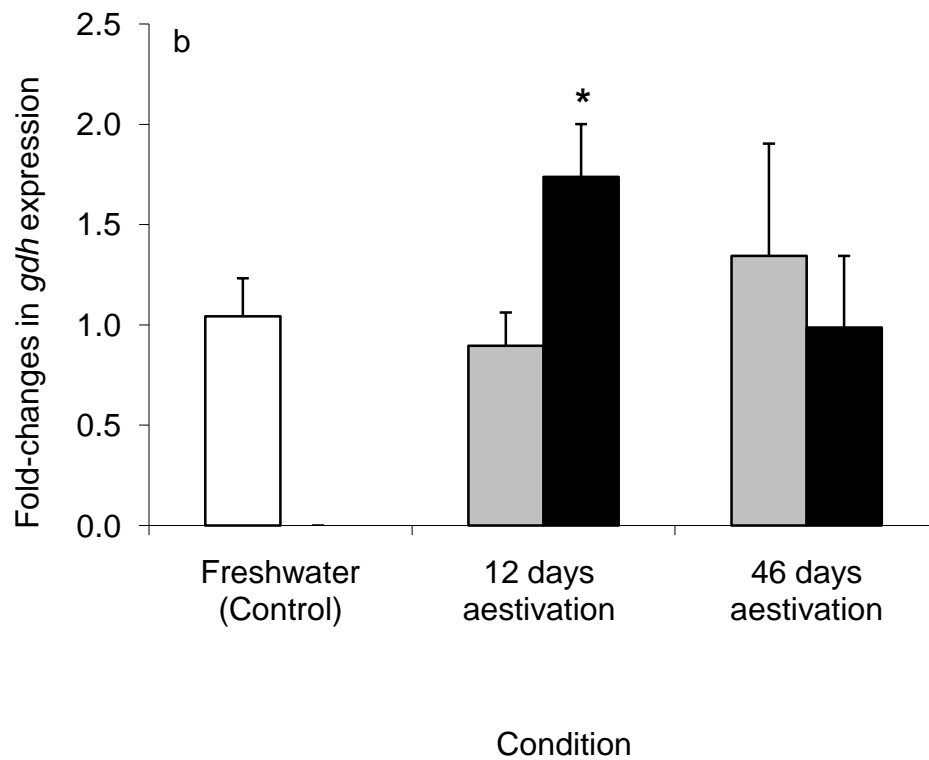 b
Fold-changes in gdh expression
2.5
2.0
1.5
1.0
0.5
0.0
*
Freshwater
(Control)
12 days
aestivation
46 days
aestivation
Condition